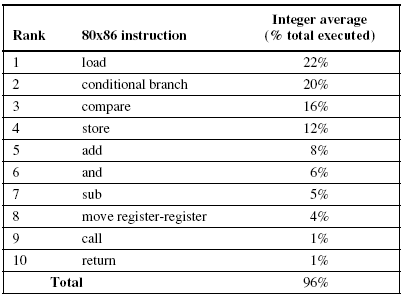 Integer average
Rank 80x86 instruction (% total executed)
1 load 22%
2 conditional branch 20%
3 compare 16%
4 store 12%
5 add 8%
6 and 6%
7 sub 5%
8 move register-register 4%
9 call 1%
10 return 1%
Total 96%